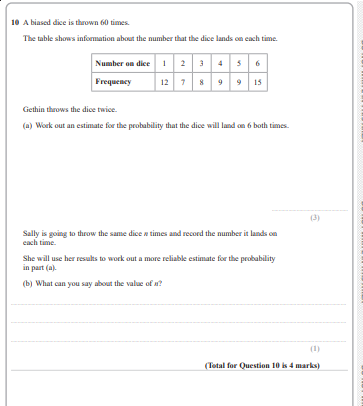 10 A biased dice is thrown 60 times.
The table shows information about the number that the dice lands on each time.
Number on dice 1 2 3 4 5 6
Frequency 12 7 8 9 9 15
Gethin throws the dice twice.
(a) Work out an estimate for the probability that the dice will land on 6 both times.
(3)
Sally is going to throw the same dice n times and record the number it lands on
each time.
She will use her results to work out a more reliable estimate for the probability
in part (a).
(b) What can you say about the value of n?
(1)
(Total for Question 10 is 4 marks)